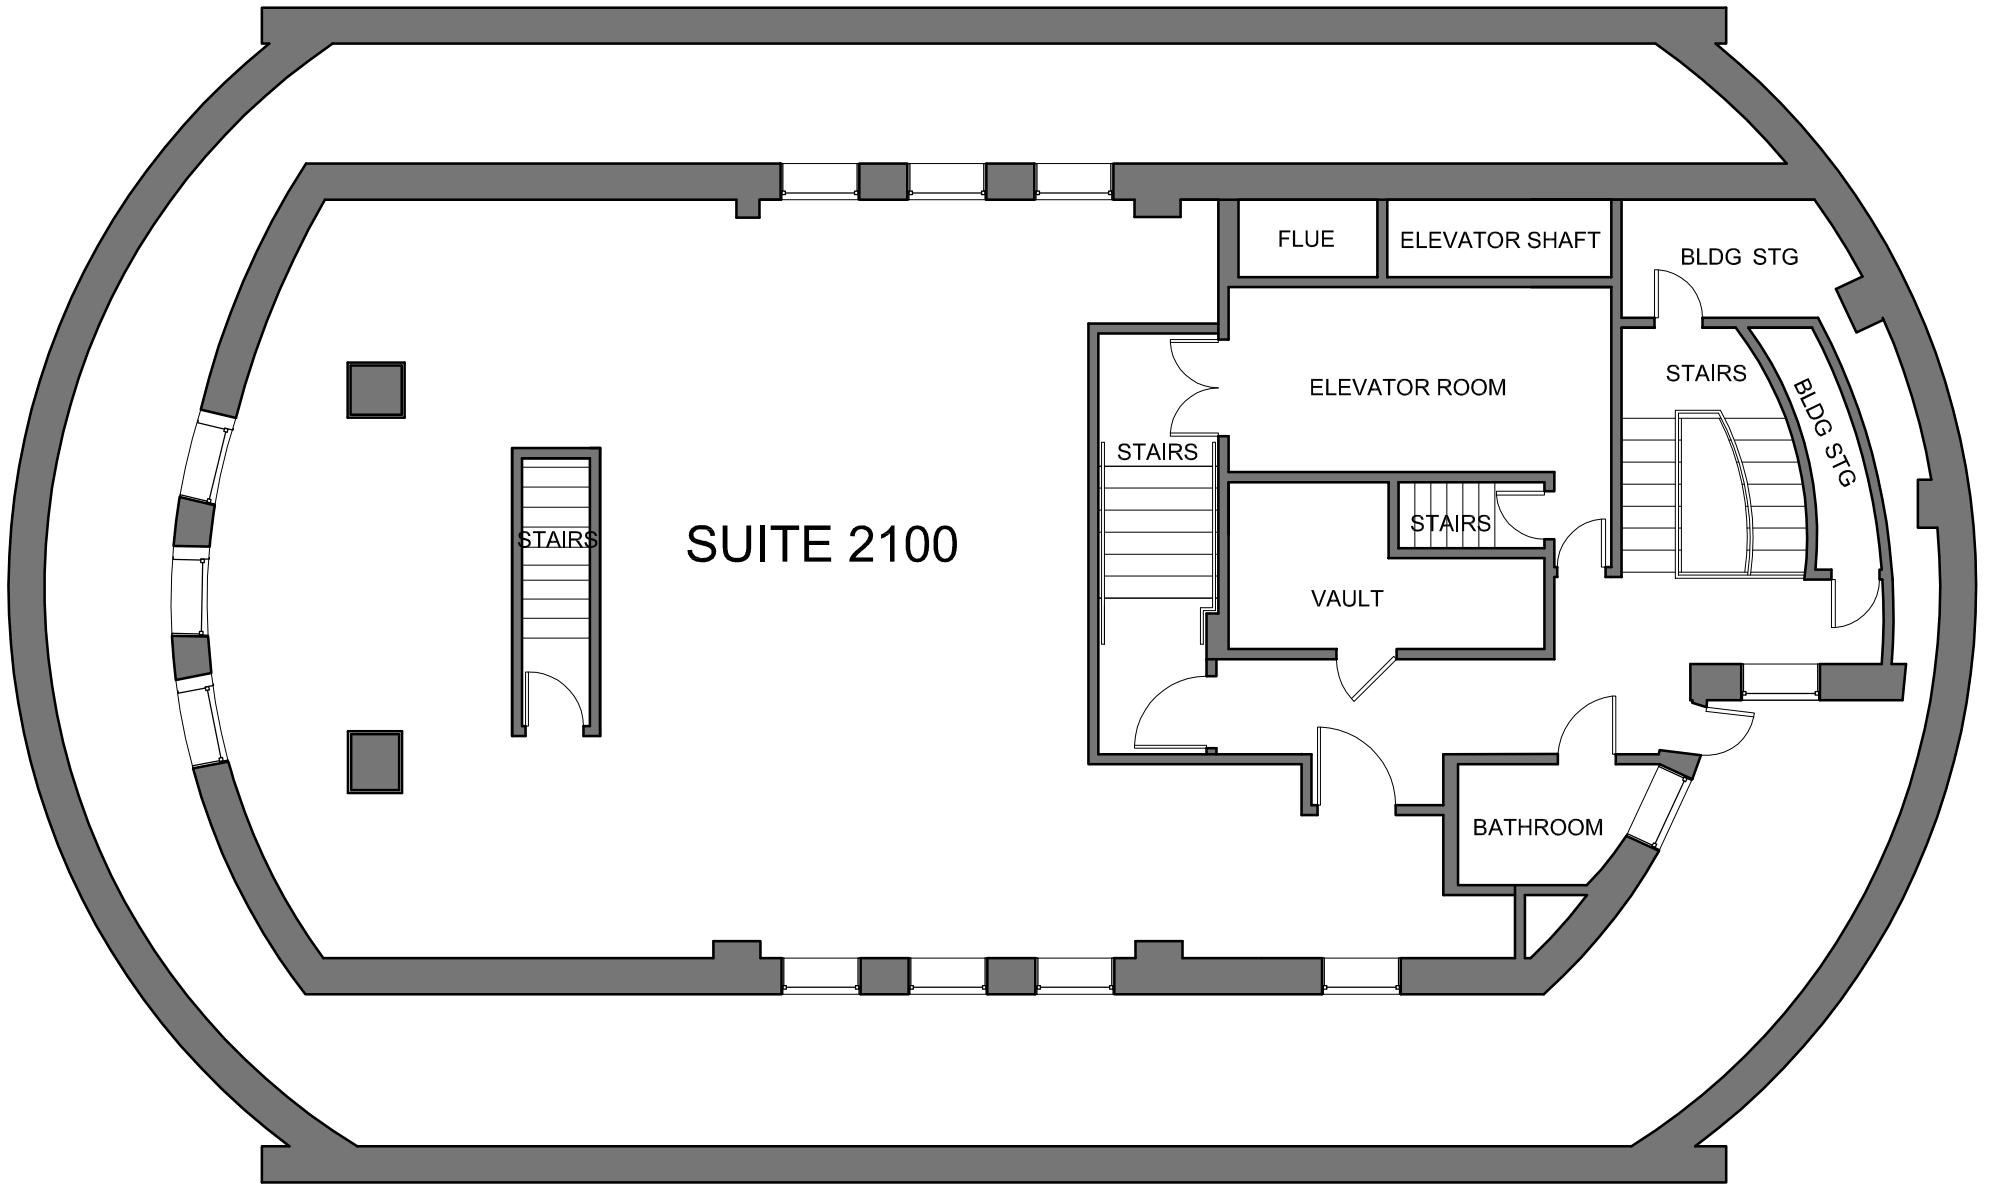 FLUE
ELEVATOR SHAFT
BLDG STG
STAIRS
ELEVATOR ROOM
BLDG STG
STAIRS
STAIRS
STAIRS
SUITE 2100
VAULT
BATHROOM